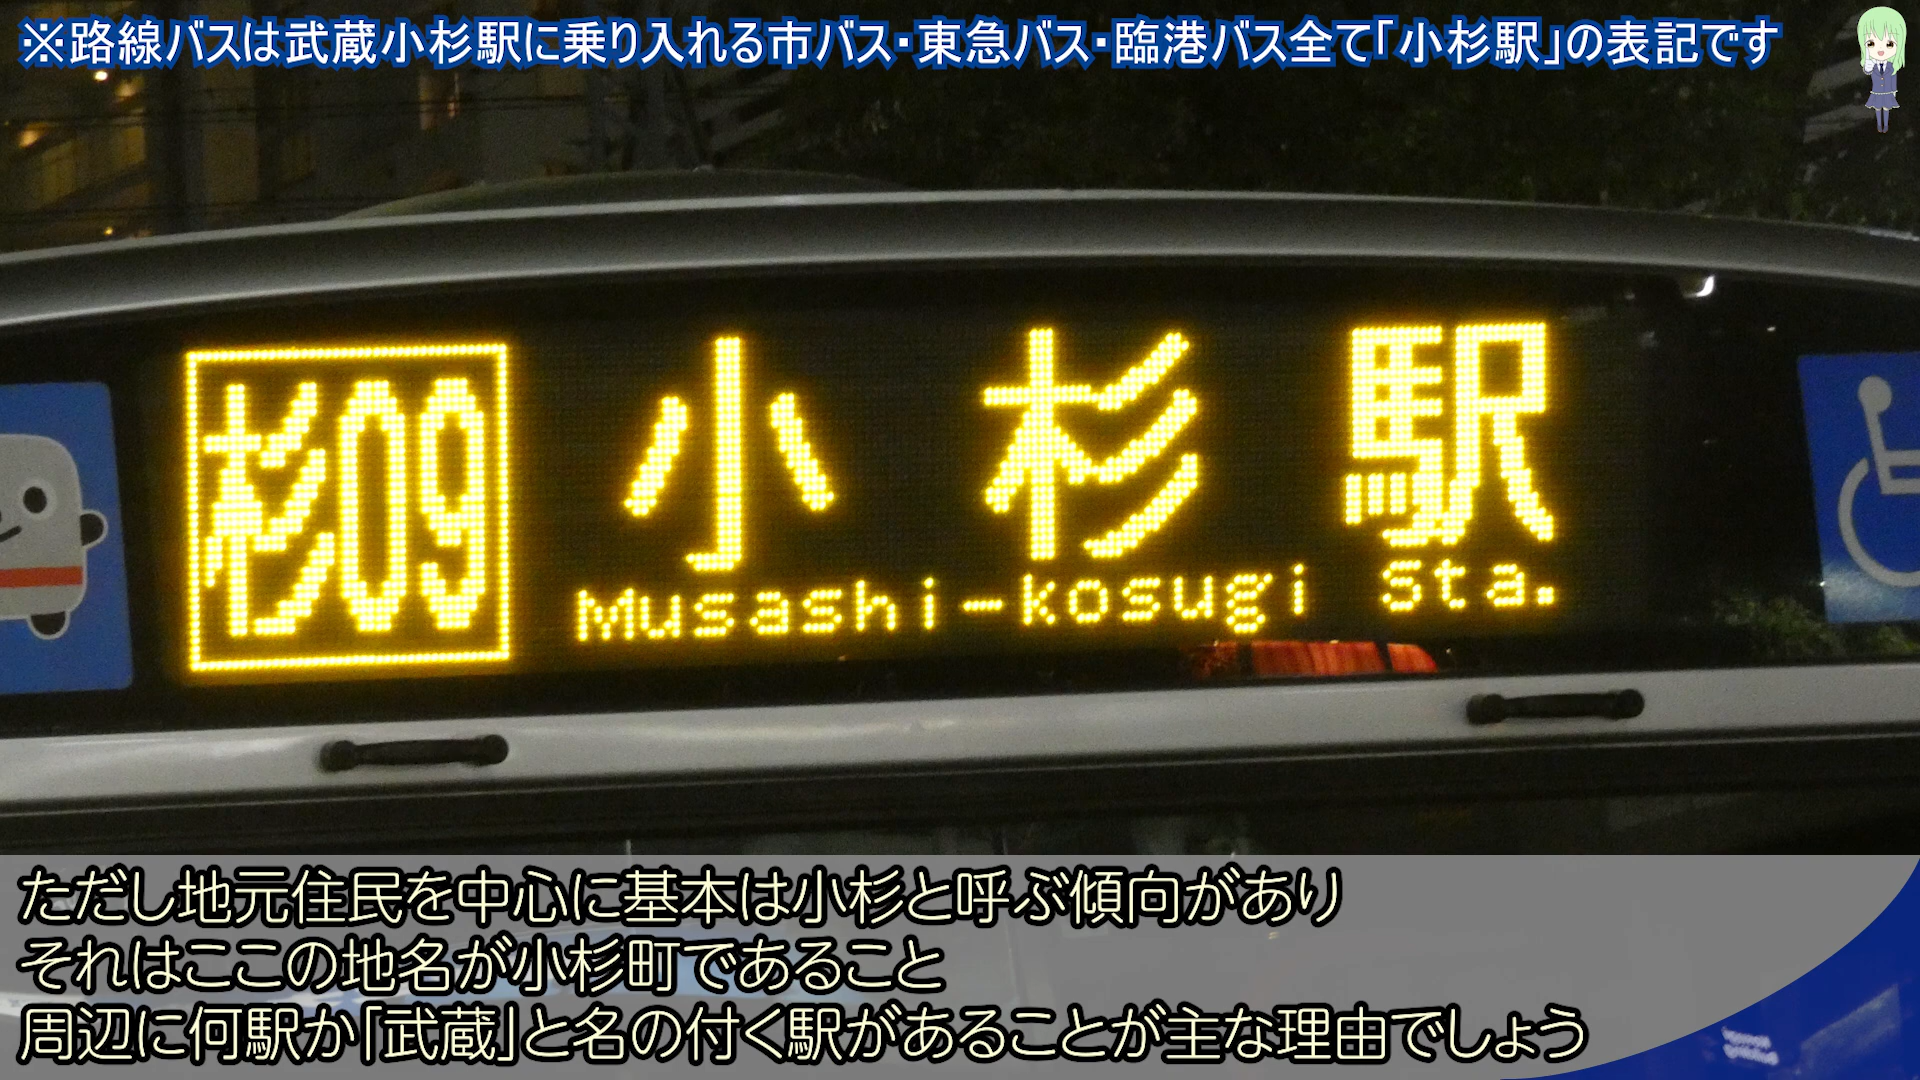 ※路線バスは武蔵小杉駅に乗り入れる市バス・東急バス・臨港バス全て「小杉駅」の表記です
杉09 小杉駅
Musashi-kosugi Sta.
ただし地元住民を中心に基本は小杉と呼ぶ傾向があり
それはここの地名が小杉町であること
周辺に何駅か「武蔵」と名の付く駅があることが主な理由でしょう